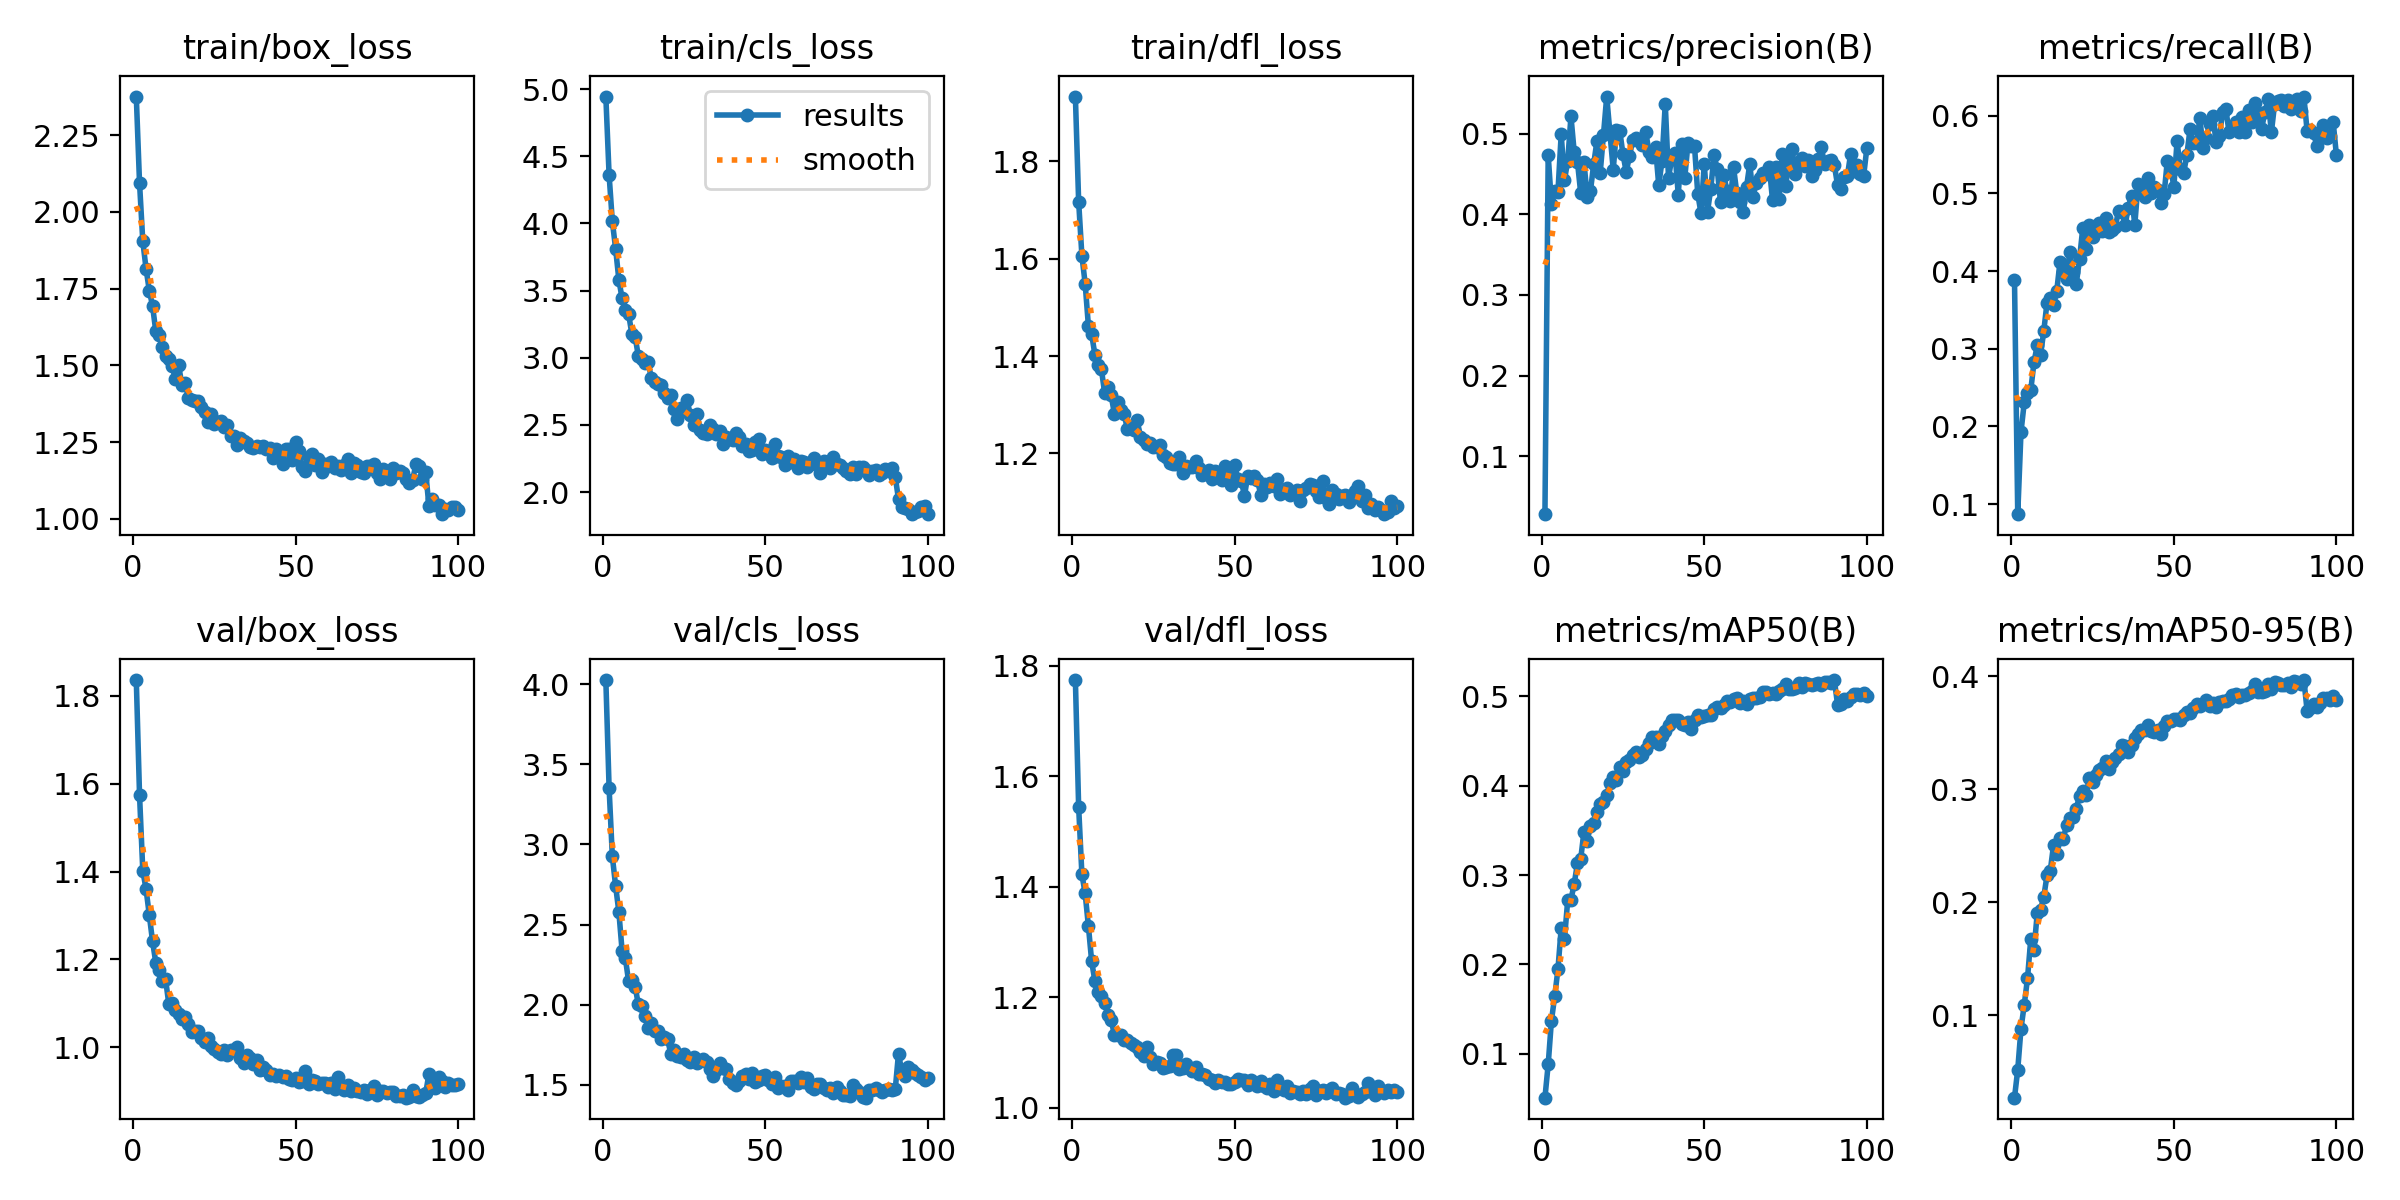 train/box_loss
2.25
2.00
1.75
1.50
1.25
1.00
0 50 100
train/cls_loss
results
smooth
5.0
4.5
4.0
3.5
3.0
2.5
2.0
0 50 100
train/dfl_loss
1.8
1.6
1.4
1.2
0 50 100
metrics/precision(B)
0.5
0.4
0.3
0.2
0.1
0 50 100
metrics/recall(B)
0.6
0.5
0.4
0.3
0.2
0.1
0 50 100
val/box_loss
1.8
1.6
1.4
1.2
1.0
0 50 100
val/cls_loss
4.0
3.5
3.0
2.5
2.0
1.5
0 50 100
val/dfl_loss
1.8
1.6
1.4
1.2
1.0
0 50 100
metrics/mAP50(B)
0.5
0.4
0.3
0.2
0.1
0 50 100
metrics/mAP50-95(B)
0.4
0.3
0.2
0.1
0 50 100